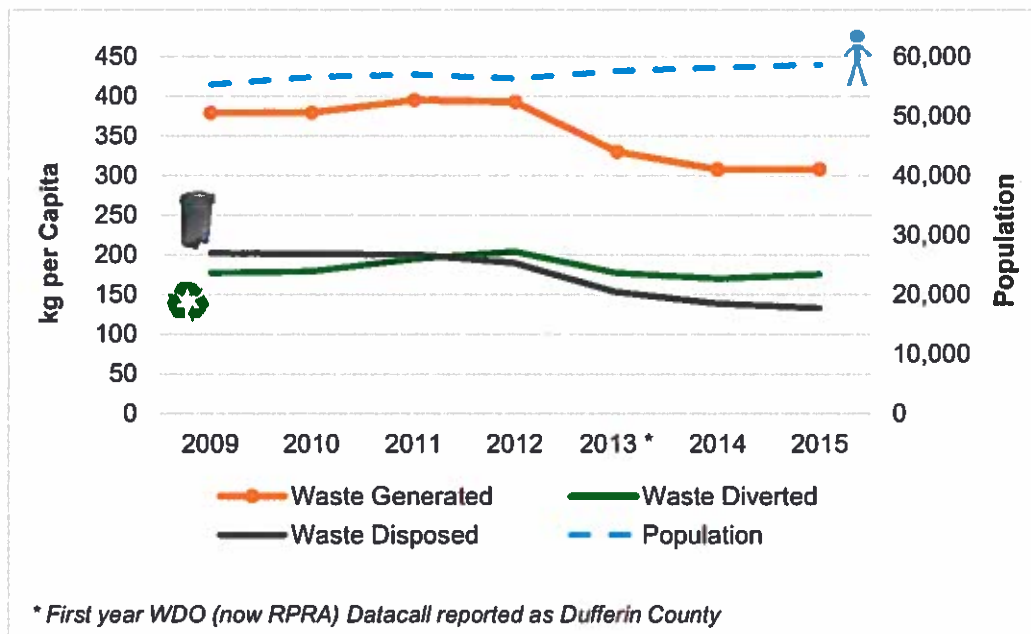 450
400
350
300
250
200
150
100
50
0
kg per Capita
60,000
50,000
40,000
30,000
20,000
10,000
0
Population
2009 2010 2011 2012 2013 * 2014 2015
Waste Generated Waste Diverted
Waste Disposed Population
* First year WDO (now RPRA) Datacall reported as Dufferin County